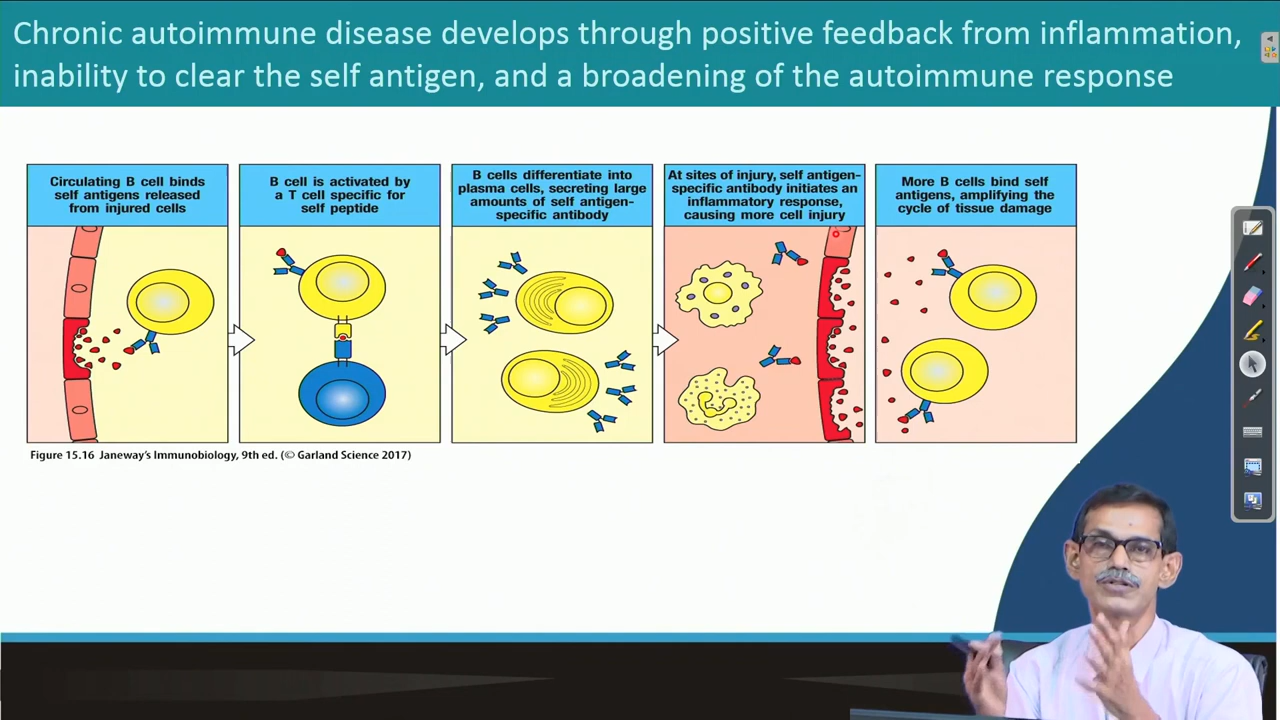 Chronic autoimmune disease develops through positive feedback from inflammation,
inability to clear the self antigen, and a broadening of the autoimmune response
Circulating B cell binds
self antigens released
from injured cells
B cell is activated by
a T cell specific for
self peptide
B cells differentiate into
plasma cells, secreting large
amounts of self antigen-
specific antibody
At sites of injury, self antigen-
specific antibody initiates an
inflammatory response,
causing more cell injury
More B cells bind self
antigens, amplifying the
cycle of tissue damage
Figure 15.16 Janeway's Immunobiology, 9th ed. (© Garland Science 2017)